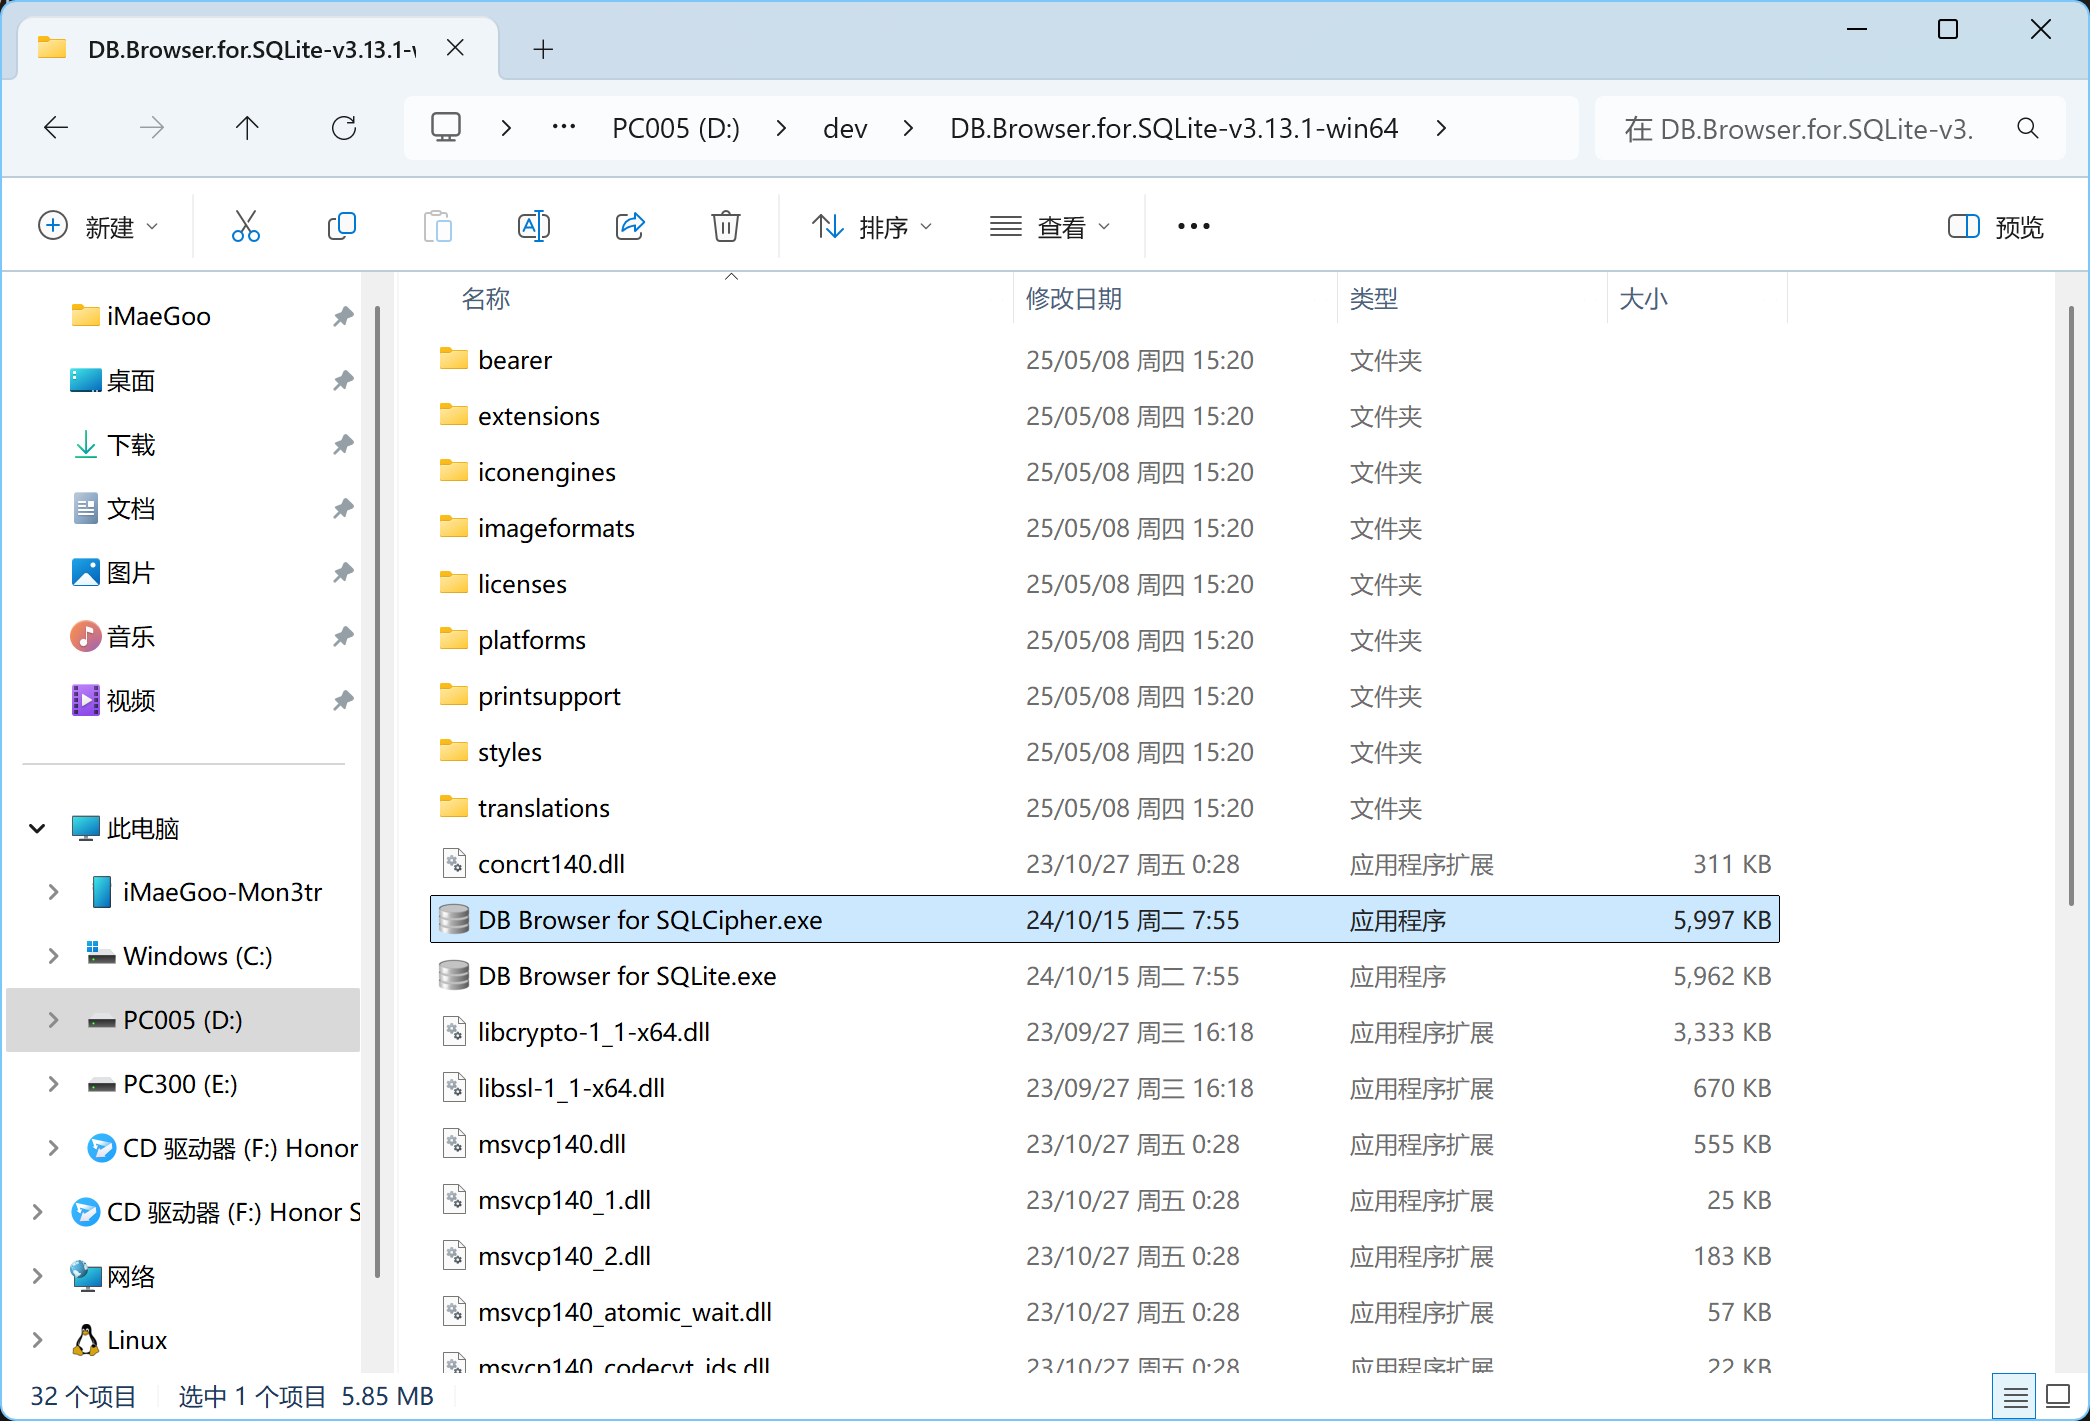 DB.Browser.for.SQLite-v3.13.1-
PC005 (D:) dev DB.Browser.for.SQLite-v3.13.1-win64
在 DB.Browser.for.SQLite-v3.
新建 排序 查看 预览
iMaeGoo
桌面
下载
文档
图片
音乐
视频
此电脑
iMaeGoo-Mon3tr
Windows (C:)
PC005 (D:)
PC300 (E:)
CD 驱动器 (F:) Honor
CD 驱动器 (F:) Honor S
网络
Linux
名称 修改日期 类型 大小
bearer 25/05/08 周四 15:20 文件夹
extensions 25/05/08 周四 15:20 文件夹
iconengines 25/05/08 周四 15:20 文件夹
imageformats 25/05/08 周四 15:20 文件夹
licenses 25/05/08 周四 15:20 文件夹
platforms 25/05/08 周四 15:20 文件夹
printsupport 25/05/08 周四 15:20 文件夹
styles 25/05/08 周四 15:20 文件夹
translations 25/05/08 周四 15:20 文件夹
concrt140.dll 23/10/27 周五 0:28 应用程序扩展 311 KB
DB Browser for SQLCipher.exe 24/10/15 周二 7:55 应用程序 5,997 KB
DB Browser for SQLite.exe 24/10/15 周二 7:55 应用程序 5,962 KB
libcrypto-1_1-x64.dll 23/09/27 周三 16:18 应用程序扩展 3,333 KB
libssl-1_1-x64.dll 23/09/27 周三 16:18 应用程序扩展 670 KB
msvcp140.dll 23/10/27 周五 0:28 应用程序扩展 555 KB
msvcp140_1.dll 23/10/27 周五 0:28 应用程序扩展 25 KB
msvcp140_2.dll 23/10/27 周五 0:28 应用程序扩展 183 KB
msvcp140_atomic_wait.dll 23/10/27 周五 0:28 应用程序扩展 57 KB
msvcp140_codecvt_ids.dll 23/10/27 周五 0:28 应用程序扩展 22 KB
32 个项目 选中 1 个项目 5.85 MB